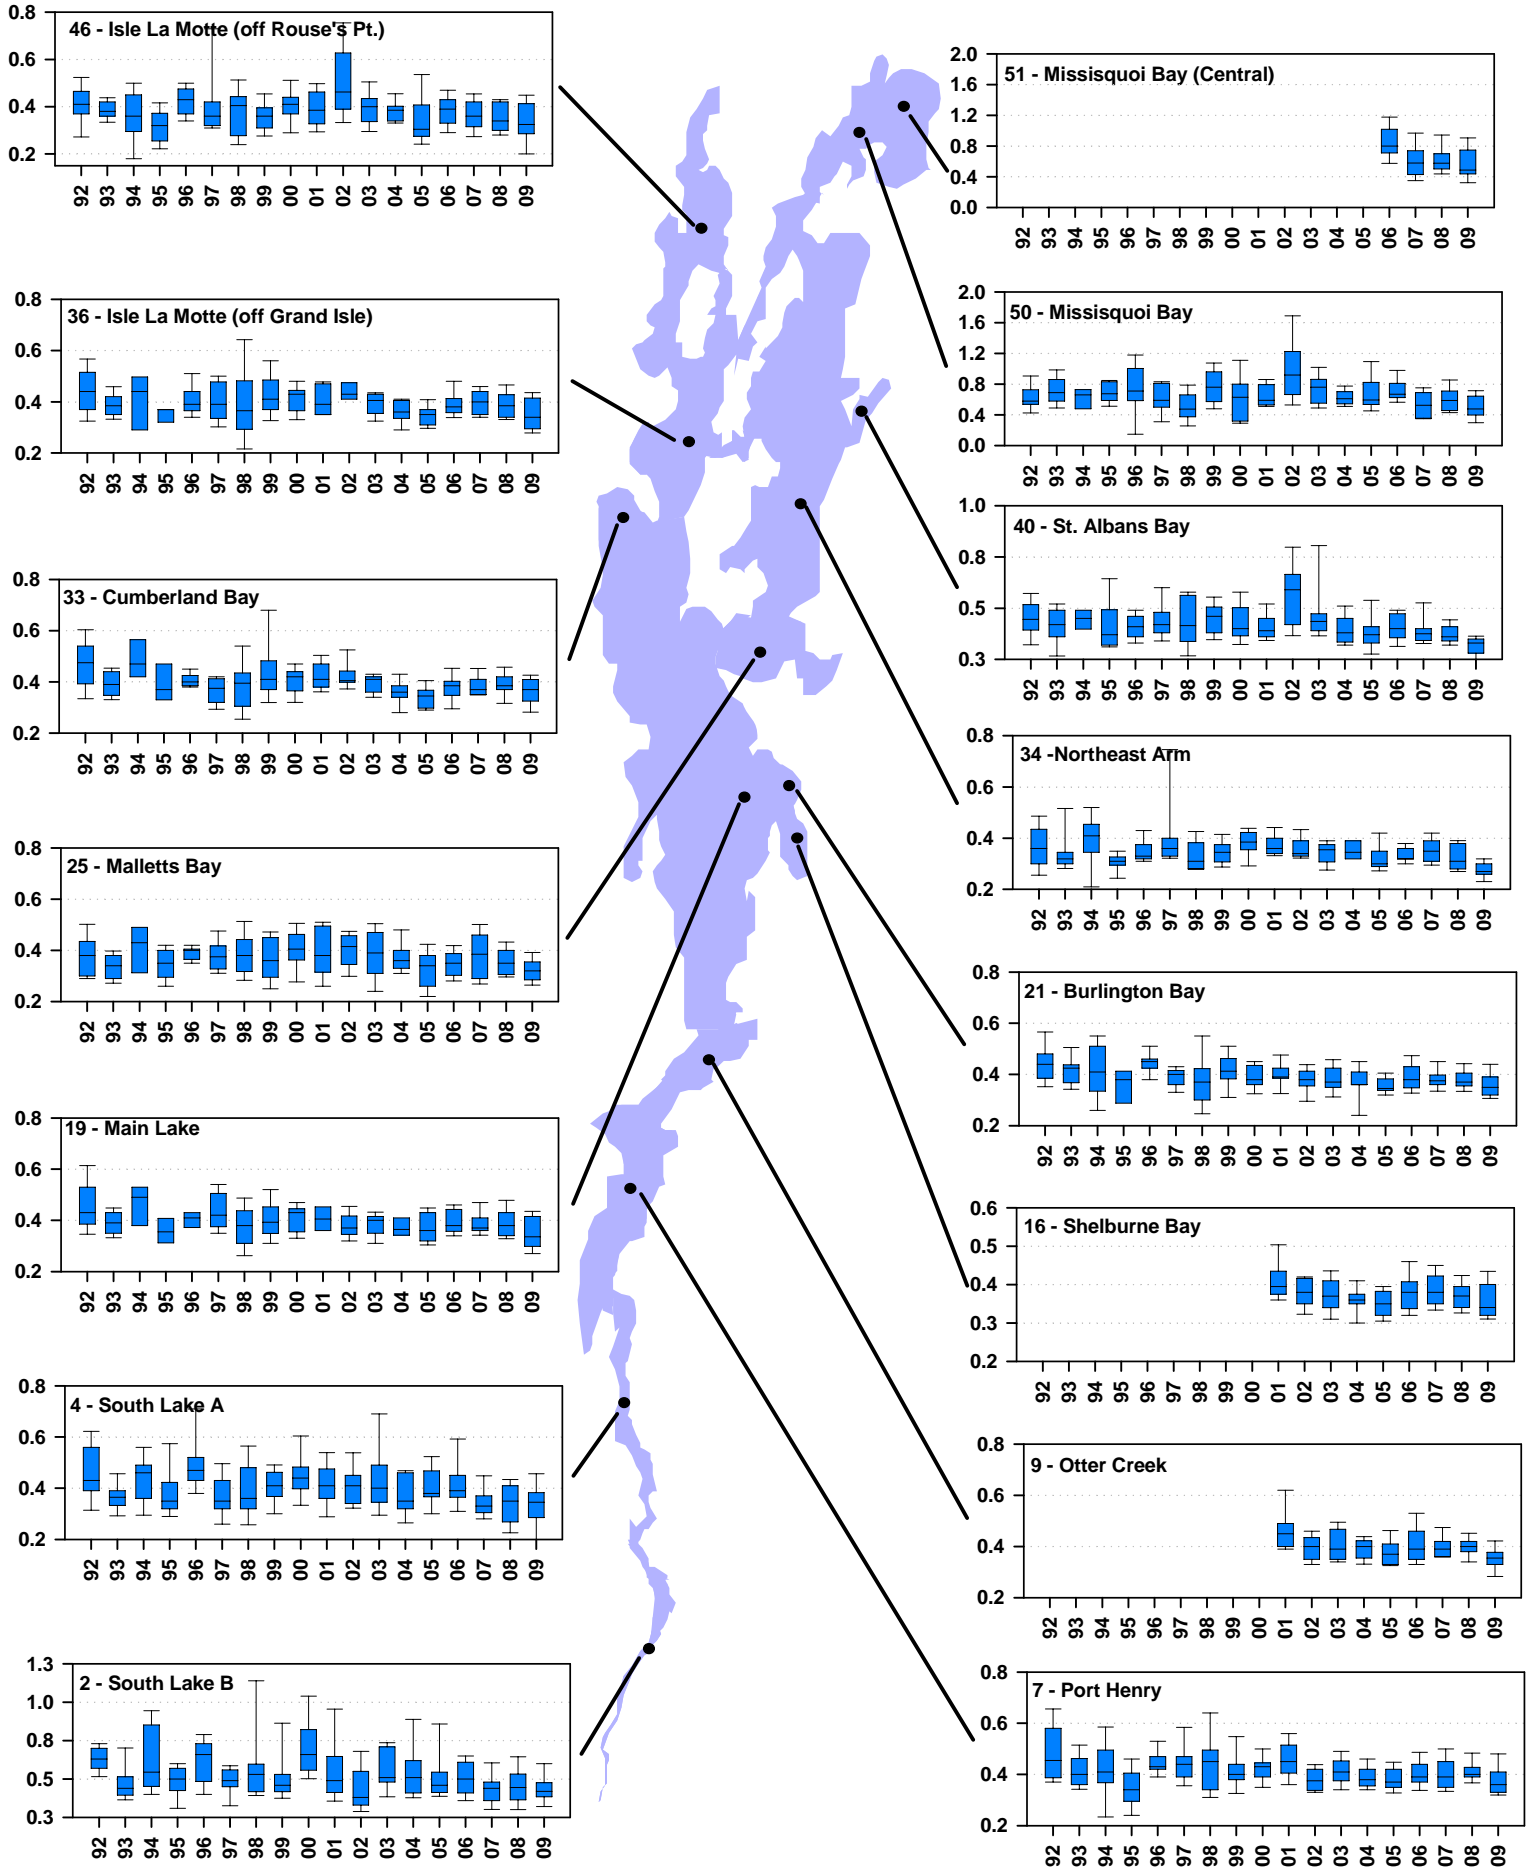 46 - Isle La Motte (off Rouse's Pt.)
0.8
0.6
0.4
0.2
92 93 94 95 96 97 98 99 00 01 02 03 04 05 06 07 08 09
36 - Isle La Motte (off Grand Isle)
0.8
0.6
0.4
0.2
92 93 94 95 96 97 98 99 00 01 02 03 04 05 06 07 08 09
33 - Cumberland Bay
0.8
0.6
0.4
0.2
92 93 94 95 96 97 98 99 00 01 02 03 04 05 06 07 08 09
25 - Malletts Bay
0.8
0.6
0.4
0.2
92 93 94 95 96 97 98 99 00 01 02 03 04 05 06 07 08 09
19 - Main Lake
0.8
0.6
0.4
0.2
92 93 94 95 96 97 98 99 00 01 02 03 04 05 06 07 08 09
4 - South Lake A
0.8
0.6
0.4
0.2
92 93 94 95 96 97 98 99 00 01 02 03 04 05 06 07 08 09
2 - South Lake B
1.3
1.0
0.8
0.5
0.3
92 93 94 95 96 97 98 99 00 01 02 03 04 05 06 07 08 09
51 - Missisquoi Bay (Central)
2.0
1.6
1.2
0.8
0.4
0.0
92 93 94 95 96 97 98 99 00 01 02 03 04 05 06 07 08 09
50 - Missisquoi Bay
2.0
1.6
1.2
0.8
0.4
0.0
92 93 94 95 96 97 98 99 00 01 02 03 04 05 06 07 08 09
40 - St. Albans Bay
1.0
0.8
0.5
0.3
92 93 94 95 96 97 98 99 00 01 02 03 04 05 06 07 08 09
34 -Northeast Arm
0.8
0.6
0.4
0.2
92 93 94 95 96 97 98 99 00 01 02 03 04 05 06 07 08 09
21 - Burlington Bay
0.8
0.6
0.4
0.2
92 93 94 95 96 97 98 99 00 01 02 03 04 05 06 07 08 09
16 - Shelburne Bay
0.6
0.5
0.4
0.3
0.2
92 93 94 95 96 97 98 99 00 01 02 03 04 05 06 07 08 09
9 - Otter Creek
0.8
0.6
0.4
0.2
92 93 94 95 96 97 98 99 00 01 02 03 04 05 06 07 08 09
7 - Port Henry
0.8
0.6
0.4
0.2
92 93 94 95 96 97 98 99 00 01 02 03 04 05 06 07 08 09